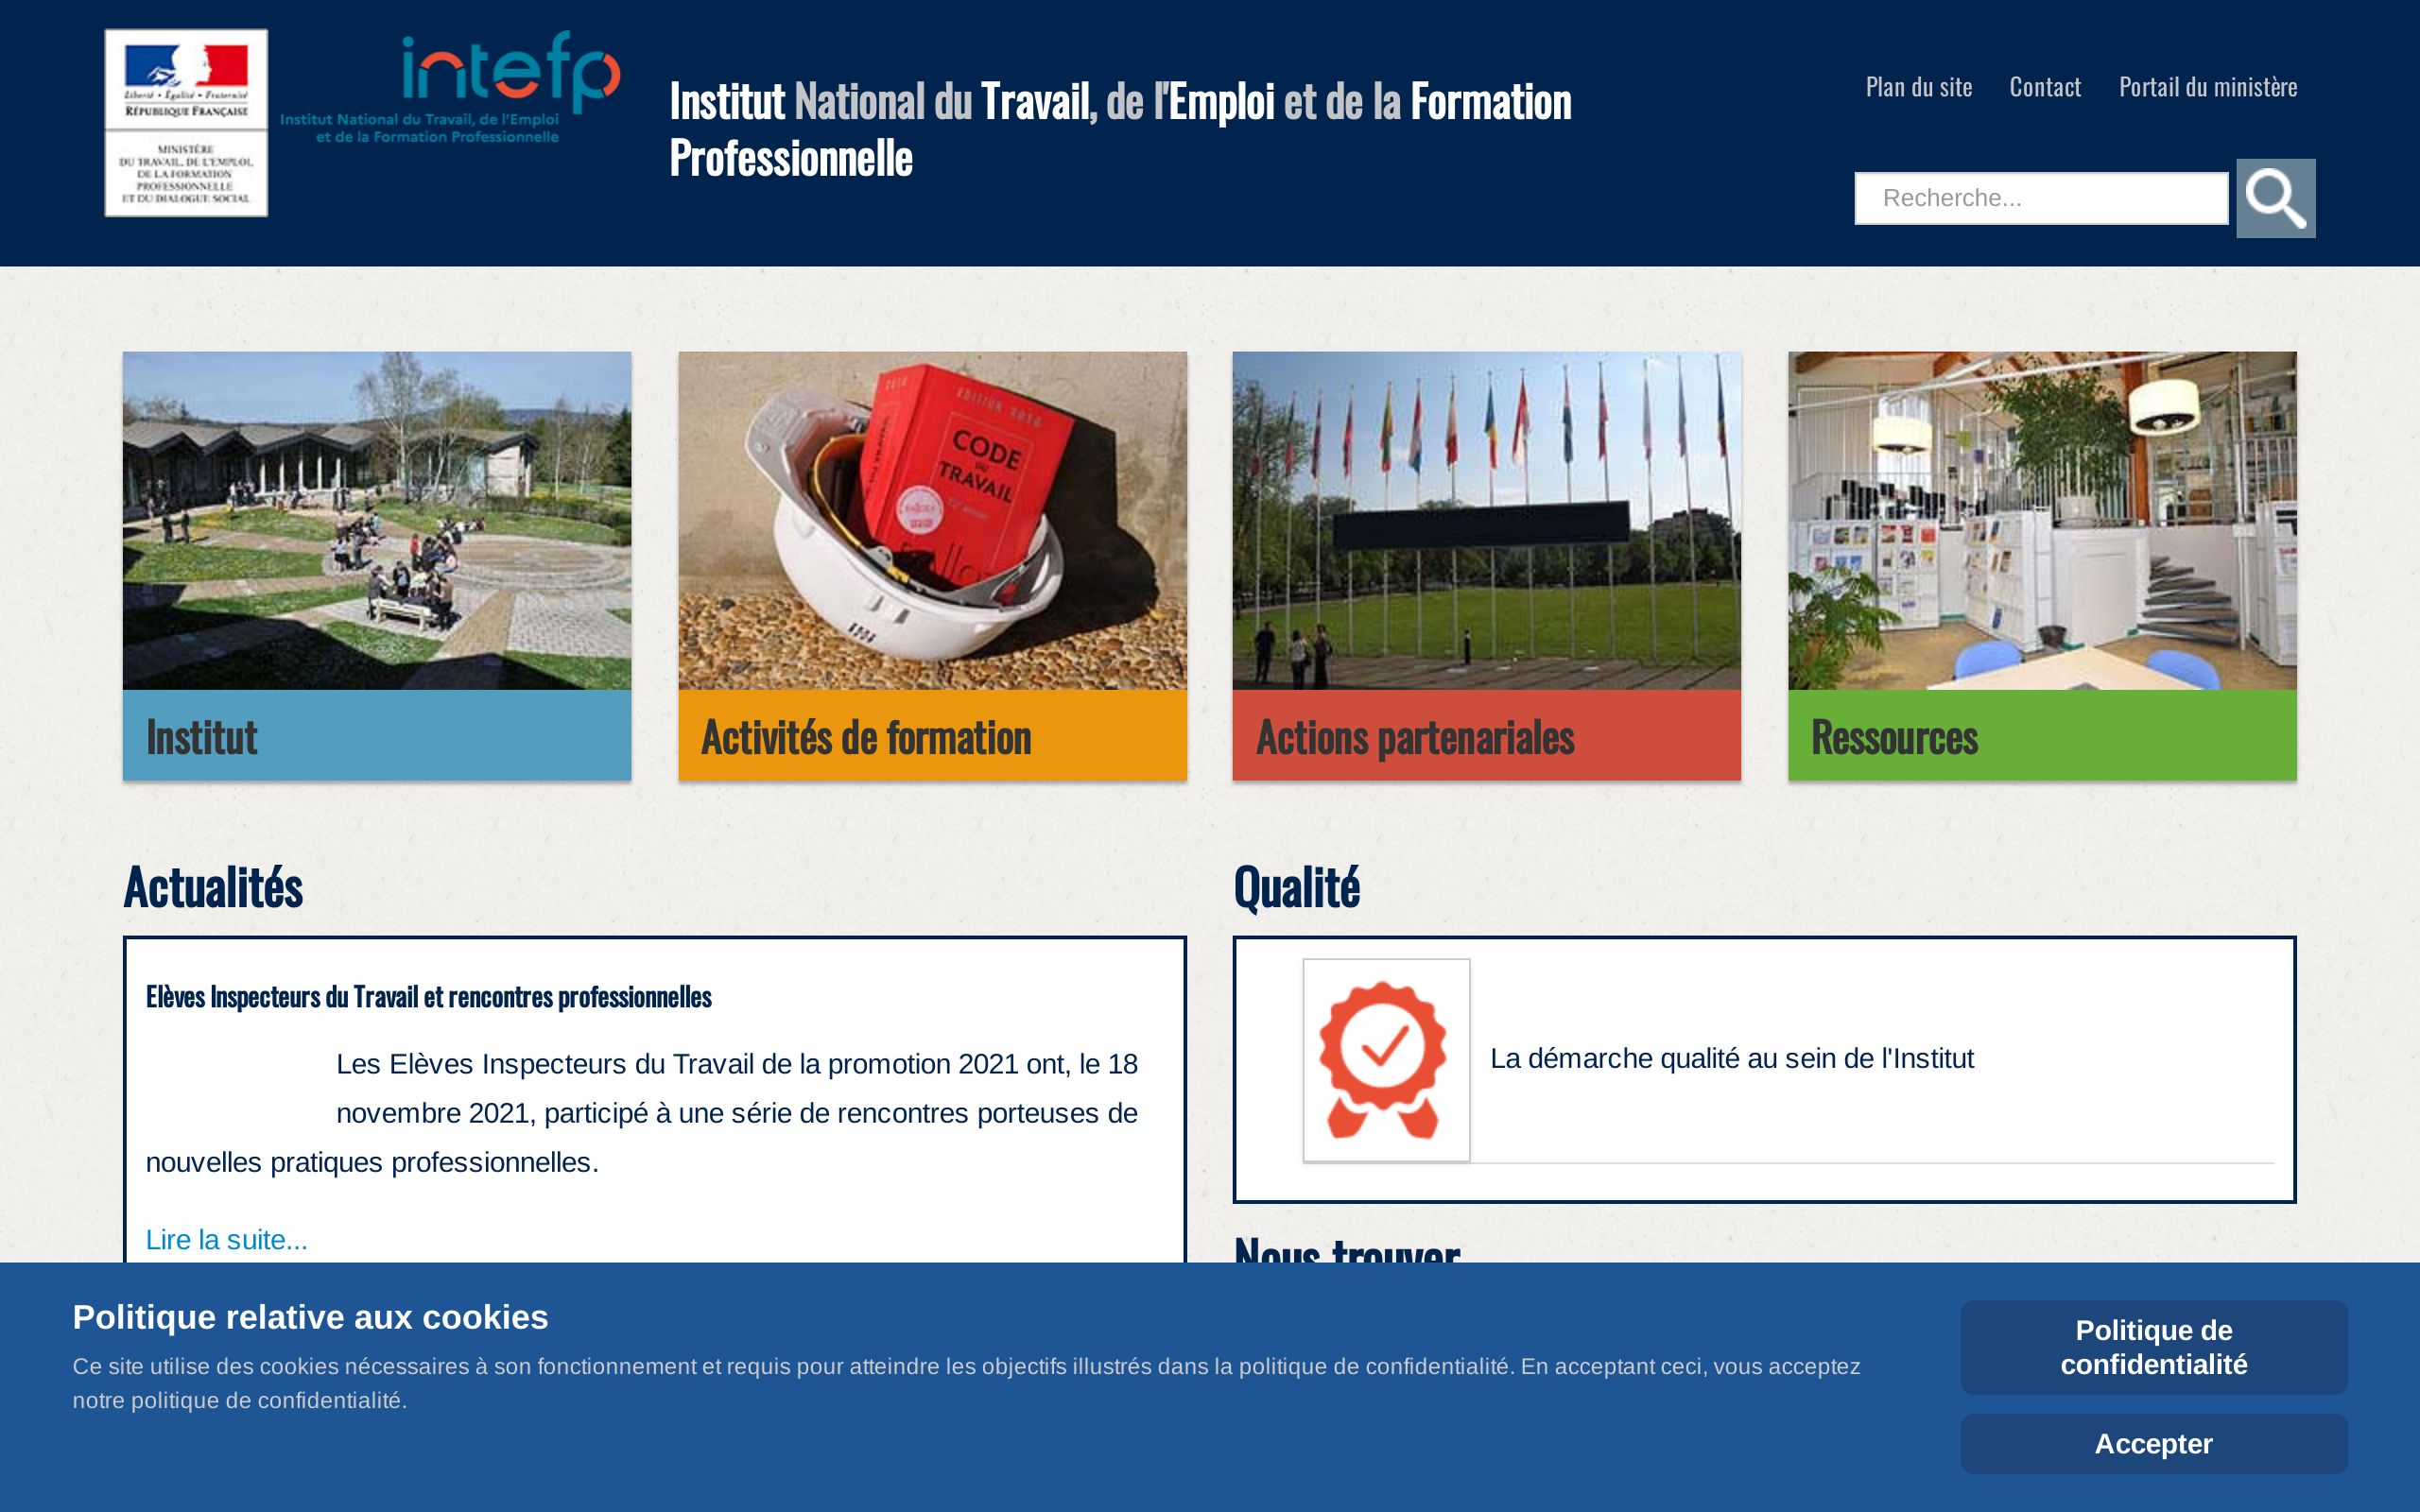 Liberté • Égalité • Fraternité
RÉPUBLIQUE FRANÇAISE
MINISTÈRE
DU TRAVAIL, DE L'EMPLOI,
DE LA FORMATION
PROFESSIONNELLE
ET DU DIALOGUE SOCIAL
intefp
Institut National du Travail, de l'Emploi
et de la Formation Professionnelle
Institut National du Travail, de l'Emploi et de la Formation
Professionnelle
Plan du site Contact Portail du ministère
Recherche...
2010
EDITION 2010
CODE
DU
TRAVAIL
Institut
Activités de formation
Actions partenariales
Ressources
Actualités
Elèves Inspecteurs du Travail et rencontres professionnelles
Les Elèves Inspecteurs du Travail de la promotion 2021 ont, le 18
novembre 2021, participé à une série de rencontres porteuses de
nouvelles pratiques professionnelles.
Lire la suite...
Qualité
La démarche qualité au sein de l'Institut
Nous trouver
Politique relative aux cookies
Ce site utilise des cookies nécessaires à son fonctionnement et requis pour atteindre les objectifs illustrés dans la politique de confidentialité. En acceptant ceci, vous acceptez
notre politique de confidentialité.
Politique de
confidentialité
Accepter